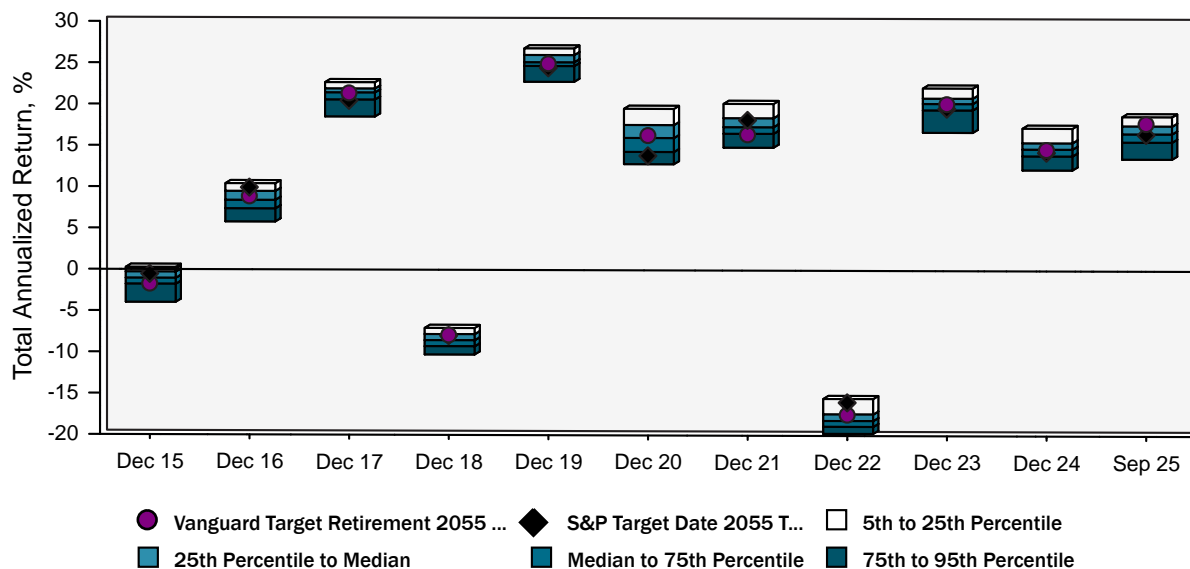 Total Annualized Return, %
30
25
20
15
10
5
0
-5
-10
-15
-20
Dec 15 Dec 16 Dec 17 Dec 18 Dec 19 Dec 20 Dec 21 Dec 22 Dec 23 Dec 24 Sep 25
Vanguard Target Retirement 2055 ... S&P Target Date 2055 T... 5th to 25th Percentile
25th Percentile to Median Median to 75th Percentile 75th to 95th Percentile